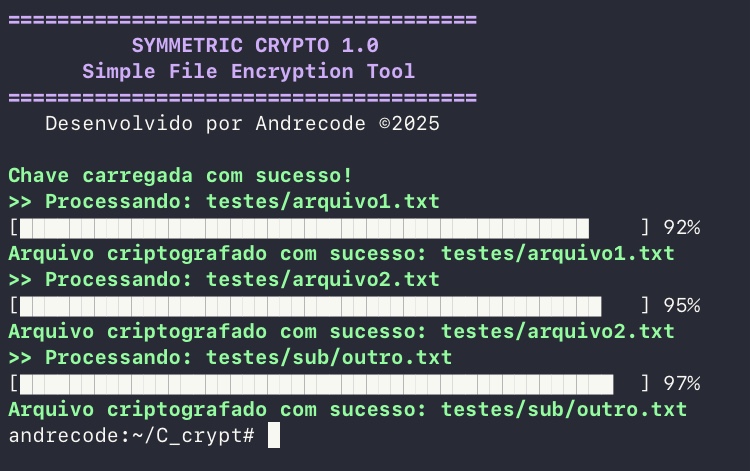 ======================================
SYMMETRIC CRYPTO 1.0
Simple File Encryption Tool
======================================
Desenvolvido por Andrecode ©2025
Chave carregada com sucesso!
>> Processando: testes/arquivo1.txt
[███████████████████████████████████████████████    ] 92%
Arquivo criptografado com sucesso: testes/arquivo1.txt
>> Processando: testes/arquivo2.txt
[████████████████████████████████████████████████   ] 95%
Arquivo criptografado com sucesso: testes/arquivo2.txt
>> Processando: testes/sub/outro.txt
[█████████████████████████████████████████████████  ] 97%
Arquivo criptografado com sucesso: testes/sub/outro.txt
andrecode:~/C_crypt#